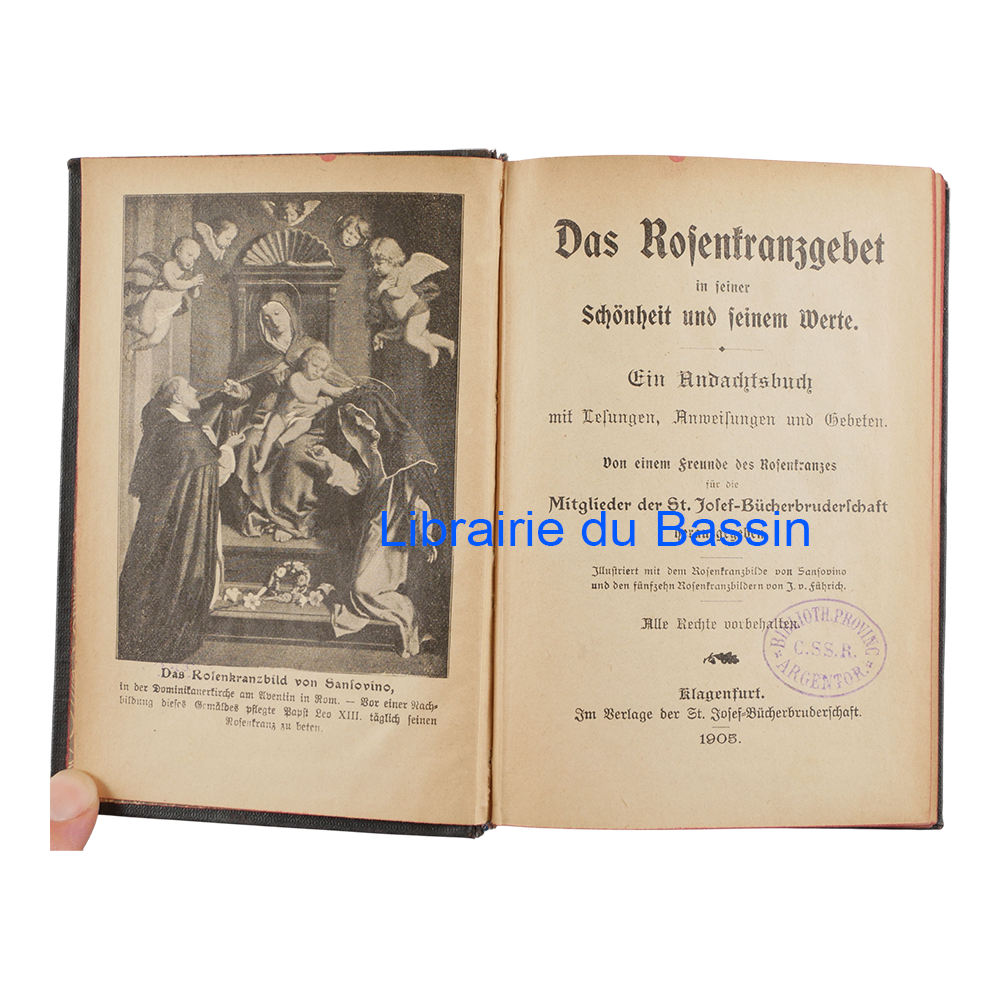 Das Rosenkranzbild von Sansovino,
in der Dominikanerkirche am Aventin in Rom. — Vor einer Nach-
bildung dieses Gemäldes pflegte Papst Leo XIII. täglich seinen
Rosenkranz zu beten.
Das Rosenkranzgebet
in seiner
Schönheit und seinem Werte.
Ein Andachtsbuch
mit Lesungen, Anweisungen und Gebeten.
Von einem Freunde des Rosenkranzes
für die
Mitglieder der St. Josef-Bücherbruderschaft
herausgegeben.
Librairie du Bassin
Illustriert mit dem Rosenkranzbilde von Sansovino
und den fünfzehn Rosenkranzbildern von J. v. Führich.
Alle Rechte vorbehalten.
BIBLIOTH. PROVINC
C.SS.R.
ARGENTOR.
Klagenfurt.
Im Verlage der St. Josef-Bücherbruderschaft.
1905.